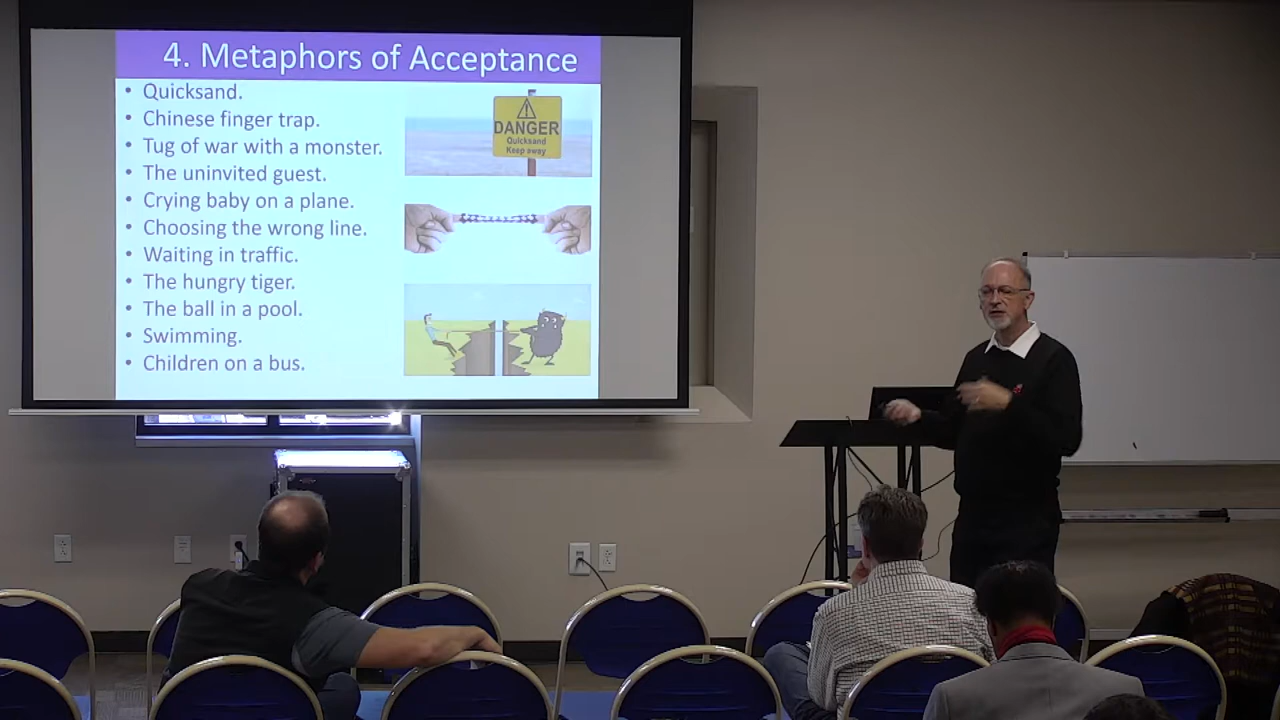 4. Metaphors of Acceptance
• Quicksand.
• Chinese finger trap.
• Tug of war with a monster.
• The uninvited guest.
• Crying baby on a plane.
• Choosing the wrong line.
• Waiting in traffic.
• The hungry tiger.
• The ball in a pool.
• Swimming.
• Children on a bus.
DANGER
Quicksand
Keep away